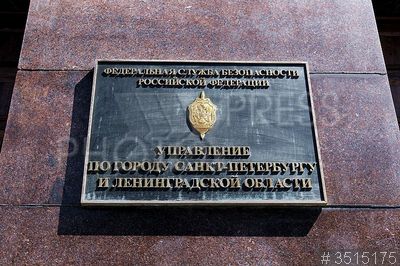 ФЕДЕРАЛЬНАЯ СЛУЖБА БЕЗОПАСНОСТИ
РОССИЙСКОЙ ФЕДЕРАЦИИ
УПРАВЛЕНИЕ
ПО ГОРОДУ САНКТ-ПЕТЕРБУРГУ
И ЛЕНИНГРАДСКОЙ ОБЛАСТИ
# 3515175